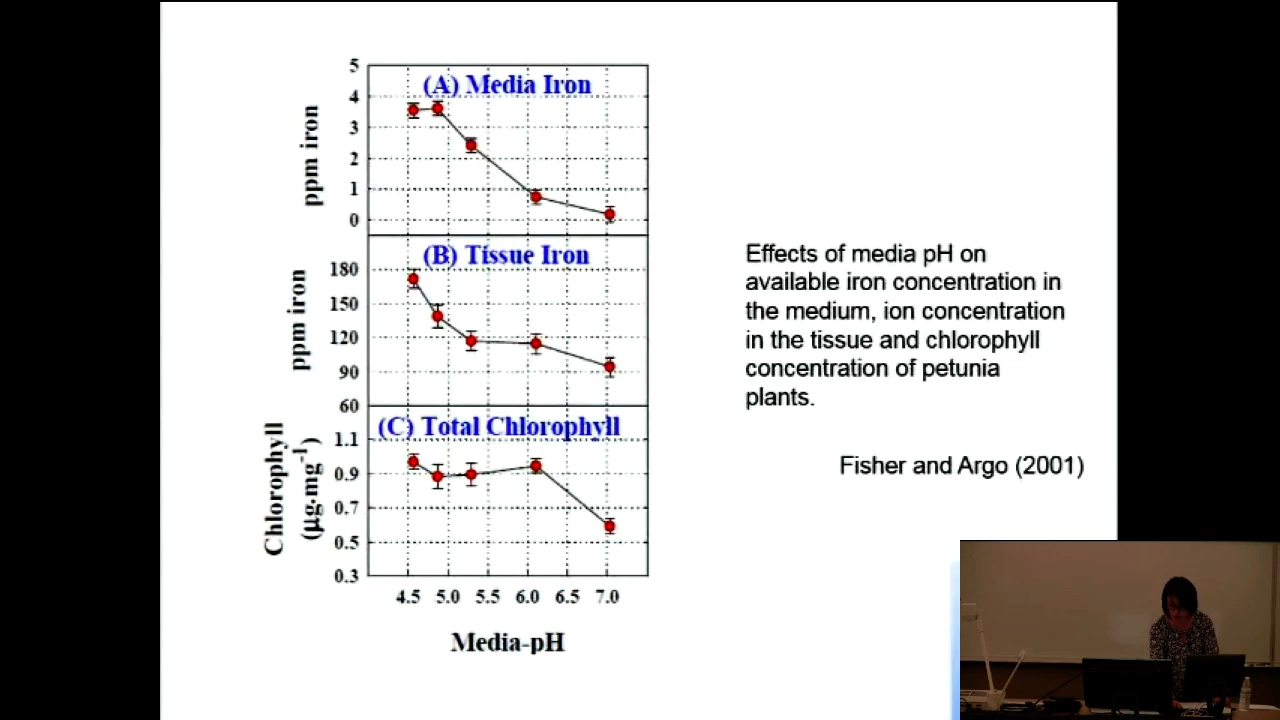 (A) Media Iron
ppm iron
5
4
3
2
1
0
(B) Tissue Iron
ppm iron
180
150
120
90
60
(C) Total Chlorophyll
Chlorophyll
(µg·mg⁻¹)
1.1
0.9
0.7
0.5
0.3
4.5 5.0 5.5 6.0 6.5 7.0
Media-pH
Effects of media pH on
available iron concentration in
the medium, ion concentration
in the tissue and chlorophyll
concentration of petunia
plants.
Fisher and Argo (2001)